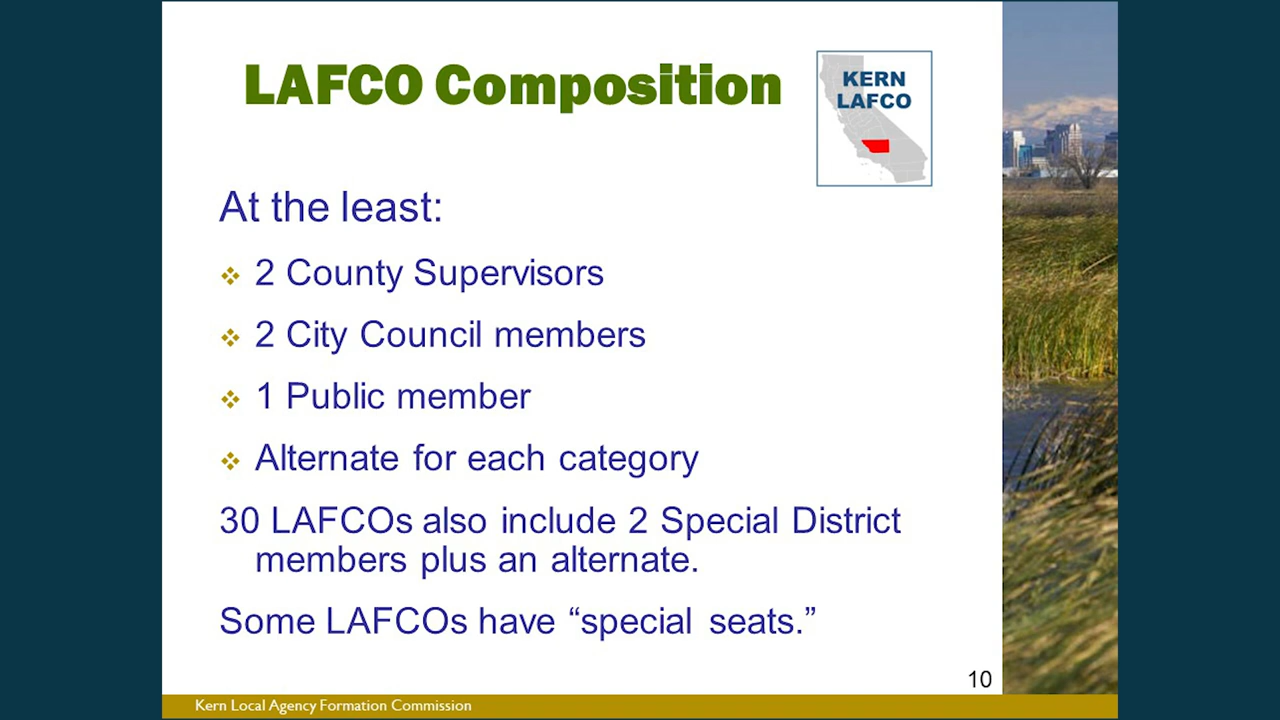 LAFCO Composition
KERN
LAFCO
At the least:
2 County Supervisors
2 City Council members
1 Public member
Alternate for each category
30 LAFCOs also include 2 Special District
members plus an alternate.
Some LAFCOs have “special seats.”
10
Kern Local Agency Formation Commission